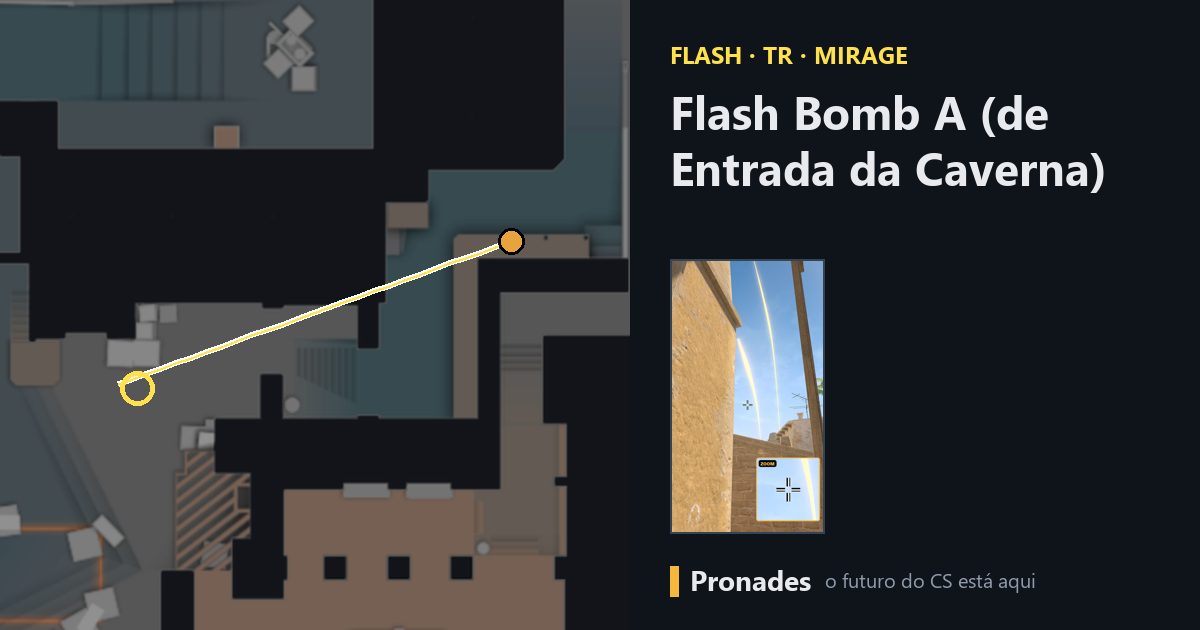 FLASH · TR · MIRAGE
Flash Bomb A (de
Entrada da Caverna)
ZOOM
Pronades o futuro do CS está aqui